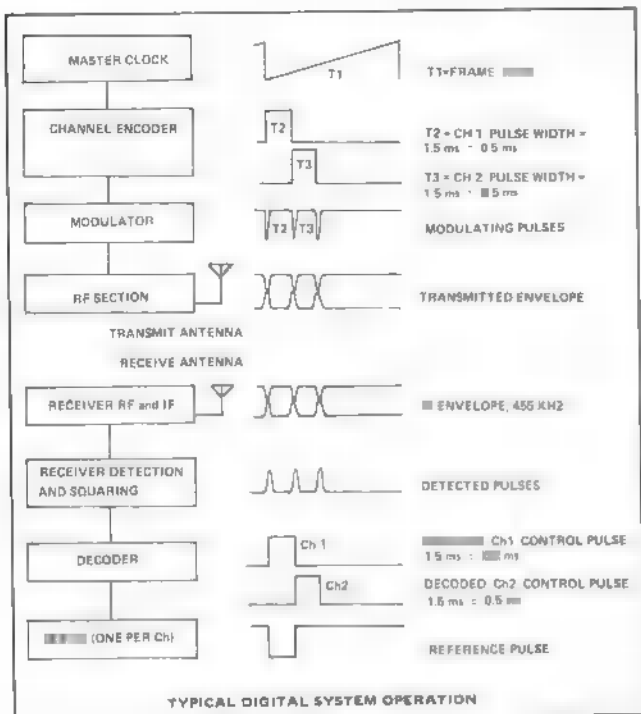 MASTER CLOCK
T1
T1=FRAME
CHANNEL ENCODER
T2
T2 = CH 1 PULSE WIDTH =
1.5 ms = 0.5 ms
T3
T3 = CH 2 PULSE WIDTH =
1.5 ms 5 ms
MODULATOR
T2 T3
MODULATING PULSES
RF SECTION
TRANSMITTED ENVELOPE
TRANSMIT ANTENNA
RECEIVE ANTENNA
RECEIVER RF and IF
ENVELOPE, 455 KHZ
RECEIVER DETECTION
AND SQUARING
DETECTED PULSES
DECODER
Ch 1
Ch1 CONTROL PULSE
1.5 ms ms
Ch2
DECODED Ch2 CONTROL PULSE
1.5 ms = 0.5
(ONE PER Ch)
REFERENCE PULSE
TYPICAL DIGITAL SYSTEM OPERATION